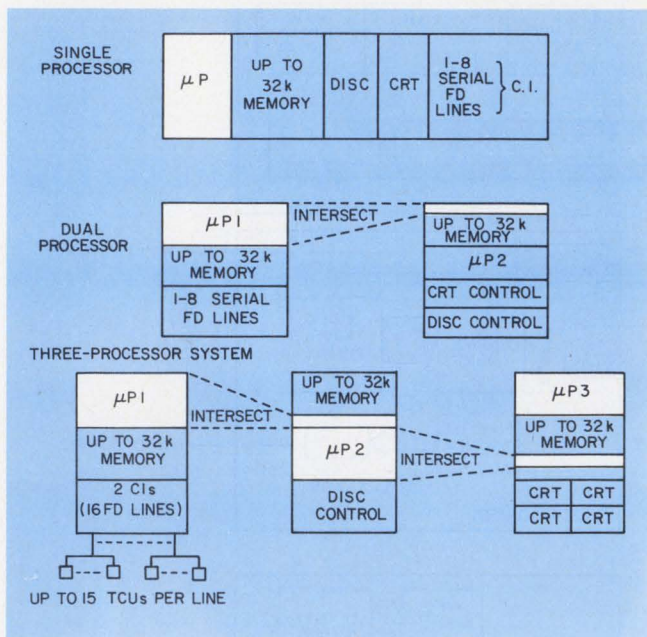 SINGLE
PROCESSOR
μP
UP TO
32k
MEMORY
DISC
CRT
1-8
SERIAL
FD
LINES
C.I.
DUAL
PROCESSOR
μP1
UP TO 32k
MEMORY
1-8 SERIAL
FD LINES
INTERSECT
UP TO 32k
MEMORY
μP2
CRT CONTROL
DISC CONTROL
THREE-PROCESSOR SYSTEM
μP1
UP TO 32k
MEMORY
2 CIs
(16FD LINES)
UP TO 15 TCUs PER LINE
INTERSECT
UP TO 32k
MEMORY
μP2
DISC
CONTROL
INTERSECT
μP3
UP TO 32k
MEMORY
CRT CRT
CRT CRT